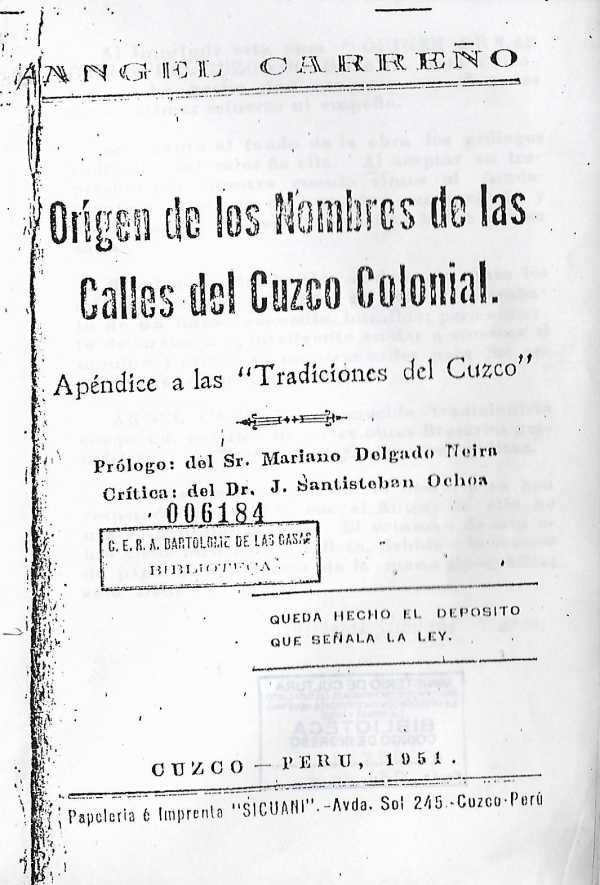 ANGEL CARREÑO
Orígen de los Nombres de las
Calles del Cuzco Colonial.
Apéndice a las "Tradiciones del Cuzco"
Prólogo: del Sr. Mariano Delgado Neira
Crítica: del Dr. J. Santisteban Ochoa
006184
C. E. R. A. BARTOLOME DE LAS CASAS
BIBLIOTECA
QUEDA HECHO EL DEPOSITO
QUE SEÑALA LA LEY.
BIBLIOTECA
CUZCO — PERU, 1951.
Papelería é Imprenta "SICUANI".-Avda. Sol 245.-Cuzco-Perú